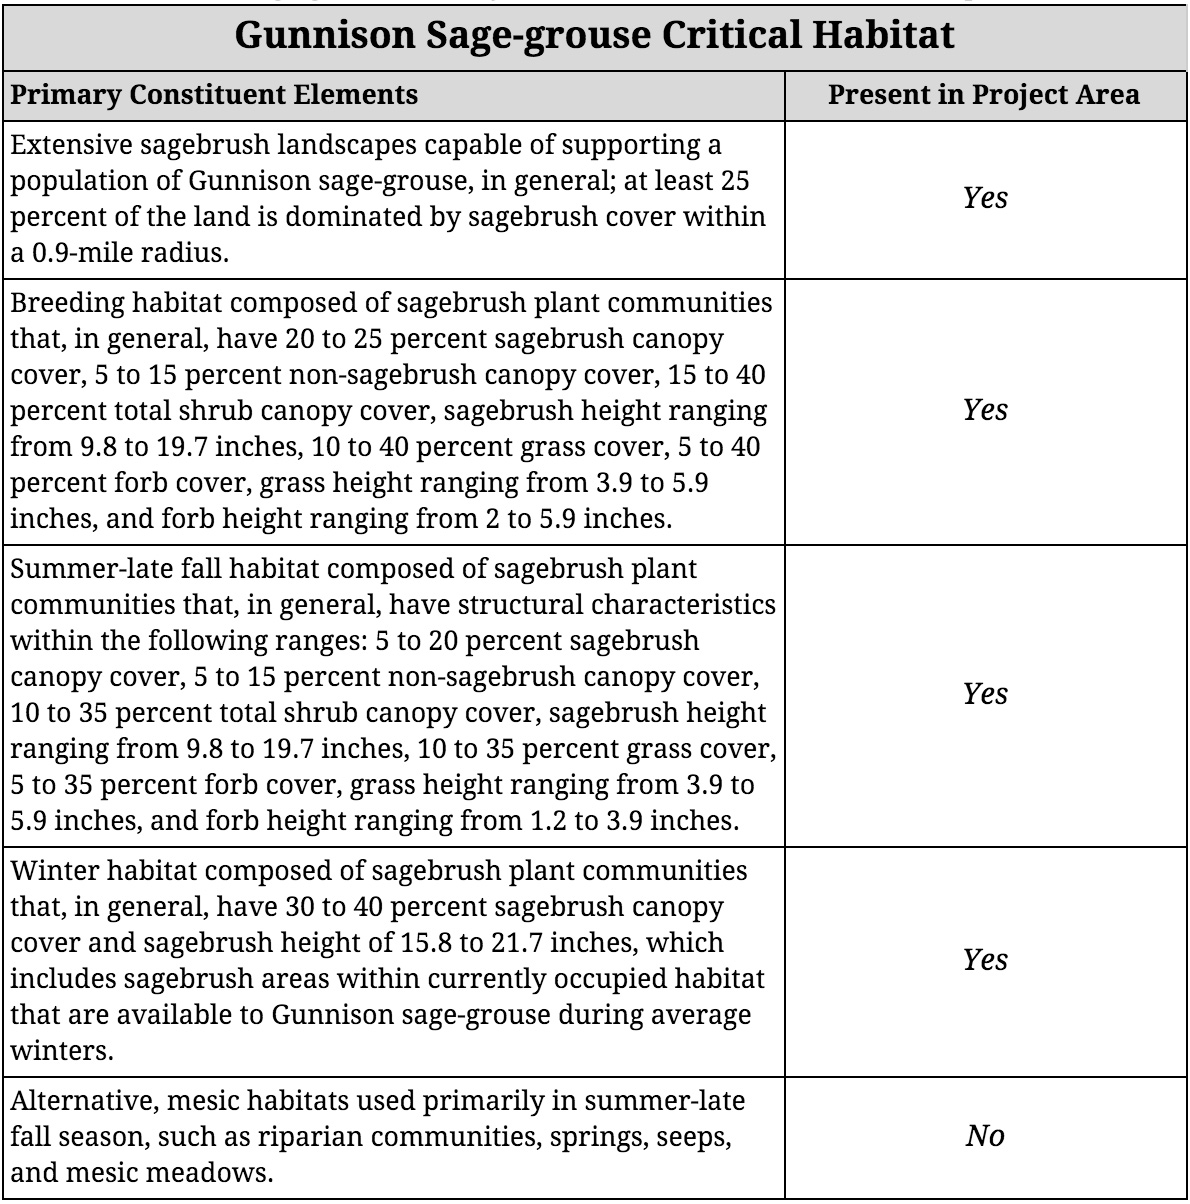 Gunnison Sage-grouse Critical Habitat
Primary Constituent Elements
Present in Project Area
Extensive sagebrush landscapes capable of supporting a
population of Gunnison sage-grouse, in general; at least 25
percent of the land is dominated by sagebrush cover within
a 0.9-mile radius.
Yes
Breeding habitat composed of sagebrush plant communities
that, in general, have 20 to 25 percent sagebrush canopy
cover, 5 to 15 percent non-sagebrush canopy cover, 15 to 40
percent total shrub canopy cover, sagebrush height ranging
from 9.8 to 19.7 inches, 10 to 40 percent grass cover, 5 to 40
percent forb cover, grass height ranging from 3.9 to 5.9
inches, and forb height ranging from 2 to 5.9 inches.
Yes
Summer-late fall habitat composed of sagebrush plant
communities that, in general, have structural characteristics
within the following ranges: 5 to 20 percent sagebrush
canopy cover, 5 to 15 percent non-sagebrush canopy cover,
10 to 35 percent total shrub canopy cover, sagebrush height
ranging from 9.8 to 19.7 inches, 10 to 35 percent grass cover,
5 to 35 percent forb cover, grass height ranging from 3.9 to
5.9 inches, and forb height ranging from 1.2 to 3.9 inches.
Yes
Winter habitat composed of sagebrush plant communities
that, in general, have 30 to 40 percent sagebrush canopy
cover and sagebrush height of 15.8 to 21.7 inches, which
includes sagebrush areas within currently occupied habitat
that are available to Gunnison sage-grouse during average
winters.
Yes
Alternative, mesic habitats used primarily in summer-late
fall season, such as riparian communities, springs, seeps,
and mesic meadows.
No